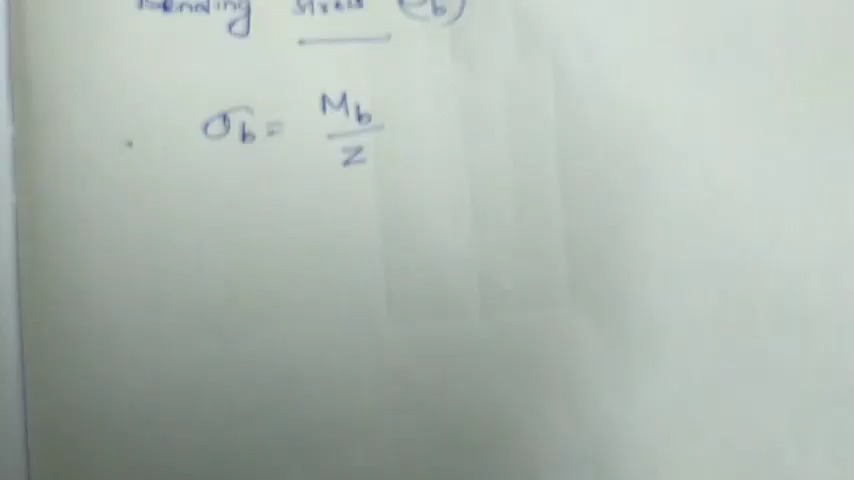 Bending Stress (σb)
σb = Mb / Z